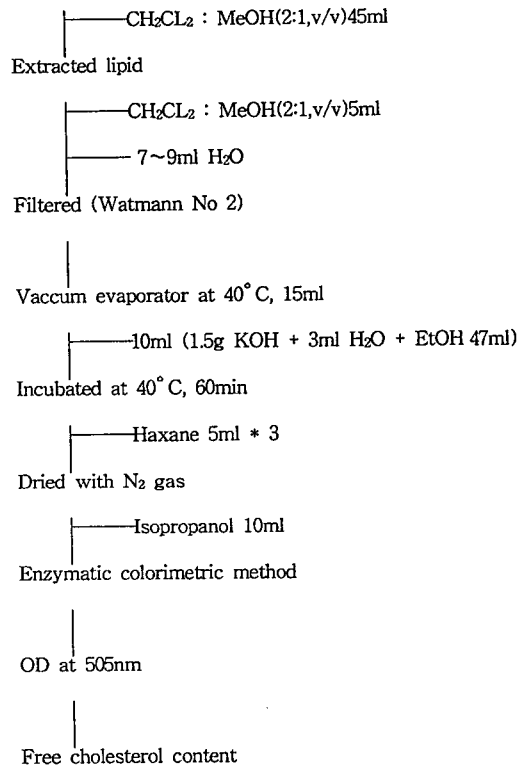 CH₂CL₂ : MeOH(2:1,v/v)45ml
Extracted lipid
CH₂CL₂ : MeOH(2:1,v/v)5ml
7~9ml H₂O
Filtered (Watmann No 2)
Vaccum evaporator at 40°C, 15ml
10ml (1.5g KOH + 3ml H₂O + EtOH 47ml)
Incubated at 40°C, 60min
Haxane 5ml * 3
Dried with N₂ gas
Isopropanol 10ml
Enzymatic colorimetric method
OD at 505nm
Free cholesterol content